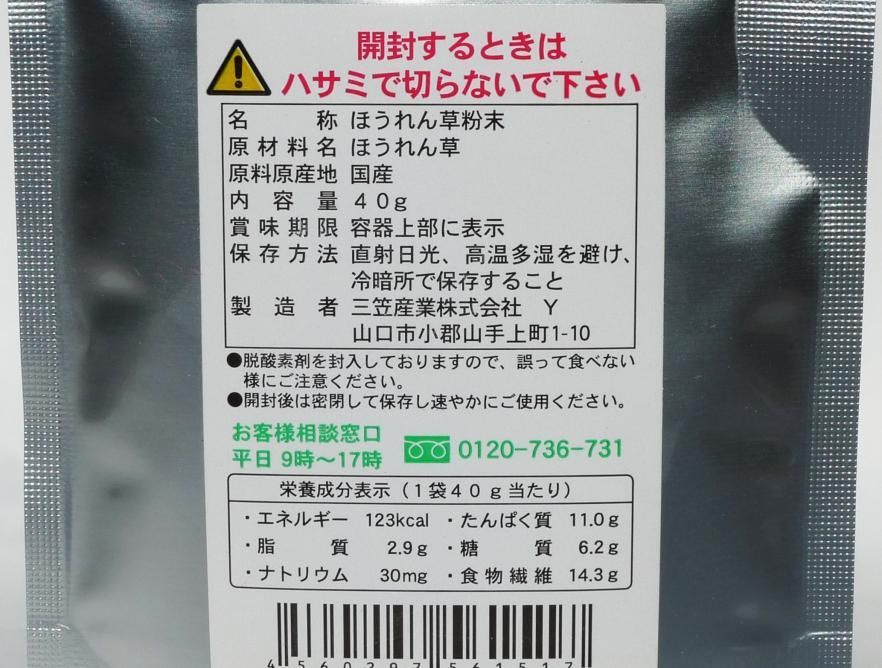 開封するときは
ハサミで切らないで下さい
名称 ほうれん草粉末
原材料名 ほうれん草
原料原産地 国産
内容量 40g
賞味期限 容器上部に表示
保存方法 直射日光、高温多湿を避け、
冷暗所で保存すること
製造者 三笠産業株式会社 Y
山口市小郡山手上町1-10
●脱酸素剤を封入しておりますので、誤って食べない
様にご注意ください。
●開封後は密閉して保存し速やかにご使用ください。
お客様相談窓口
平日 9時～17時 0120-736-731
栄養成分表示（1袋40g当たり）
・エネルギー 123kcal ・たんぱく質 11.0g
・脂質 2.9g ・糖質 6.2g
・ナトリウム 30mg ・食物繊維 14.3g
4 560397 561517